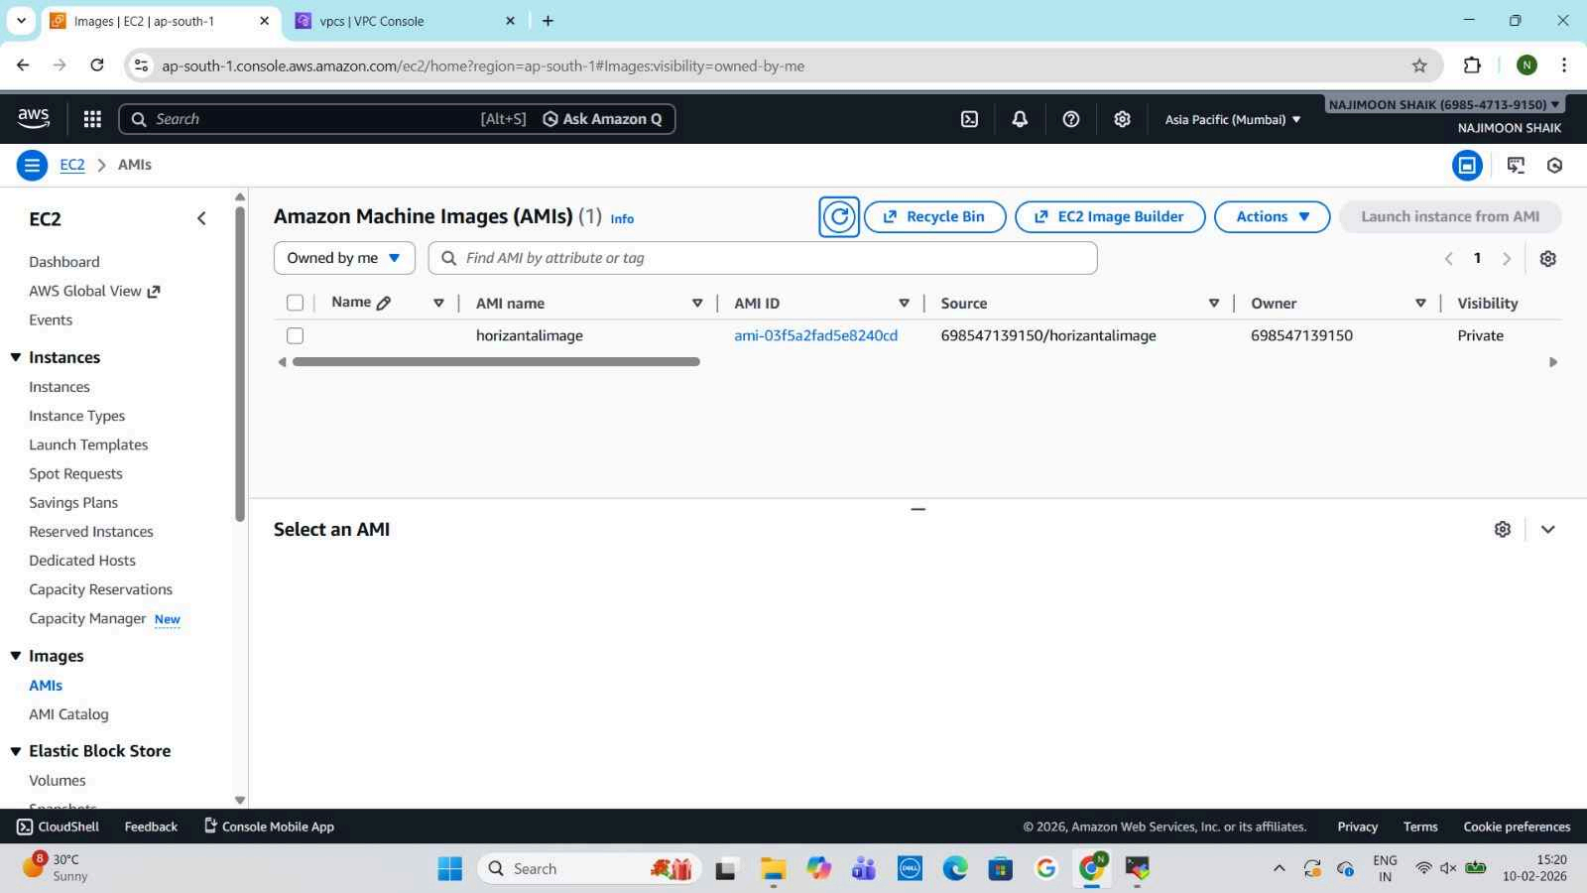 Images | EC2 | ap-south-1
vpcs | VPC Console
ap-south-1.console.aws.amazon.com/ec2/home?region=ap-south-1#Images:visibility=owned-by-me
N
aws
Search
[Alt+S]
Ask Amazon Q
Asia Pacific (Mumbai)
NAJIMOON SHAIK (6985-4713-9150)
NAJIMOON SHAIK
EC2 > AMIs
EC2
Dashboard
AWS Global View
Events
Instances
Instances
Instance Types
Launch Templates
Spot Requests
Savings Plans
Reserved Instances
Dedicated Hosts
Capacity Reservations
Capacity Manager New
Images
AMIs
AMI Catalog
Elastic Block Store
Volumes
Snapshots
Amazon Machine Images (AMIs) (1) Info
Recycle Bin
EC2 Image Builder
Actions
Launch instance from AMI
Owned by me
Find AMI by attribute or tag
1
Name AMI name AMI ID Source Owner Visibility
horizantalimage ami-03f5a2fad5e8240cd 698547139150/horizantalimage 698547139150 Private
Select an AMI
CloudShell Feedback Console Mobile App
© 2026, Amazon Web Services, Inc. or its affiliates. Privacy Terms Cookie preferences
8
30°C
Sunny
Search
DELL
N
ENG
IN
15:20
10-02-2026